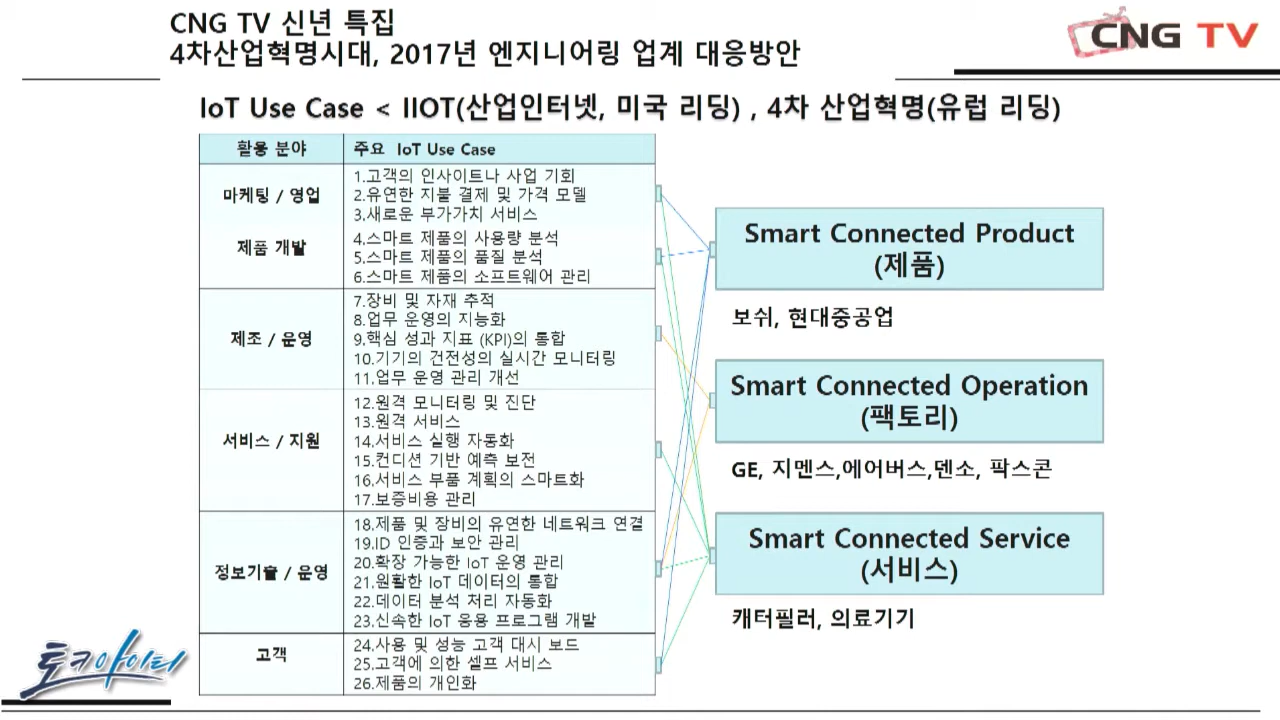 CNG TV 신년 특집
4차산업혁명시대, 2017년 엔지니어링 업계 대응방안
CNG TV
IoT Use Case < IIOT(산업인터넷, 미국 리딩) , 4차 산업혁명(유럽 리딩)
활용 분야
주요 IoT Use Case
마케팅 / 영업
1.고객의 인사이트나 사업 기회
2.유연한 지불 결제 및 가격 모델
3.새로운 부가가치 서비스
제품 개발
4.스마트 제품의 사용량 분석
5.스마트 제품의 품질 분석
6.스마트 제품의 소프트웨어 관리
제조 / 운영
7.장비 및 자재 추적
8.업무 운영의 지능화
9.핵심 성과 지표 (KPI)의 통합
10.기기의 건전성의 실시간 모니터링
11.업무 운영 관리 개선
서비스 / 지원
12.원격 모니터링 및 진단
13.원격 서비스
14.서비스 실행 자동화
15.컨디션 기반 예측 보전
16.서비스 부품 계획의 스마트화
17.보증비용 관리
정보기술 / 운영
18.제품 및 장비의 유연한 네트워크 연결
19.ID 인증과 보안 관리
20.확장 가능한 IoT 운영 관리
21.원활한 IoT 데이터의 통합
22.데이터 분석 처리 자동화
23.신속한 IoT 응용 프로그램 개발
고객
24.사용 및 성능 고객 대시 보드
25.고객에 의한 셀프 서비스
26.제품의 개인화
Smart Connected Product
(제품)
보쉬, 현대중공업
Smart Connected Operation
(팩토리)
GE, 지멘스,에어버스,덴소, 팍스콘
Smart Connected Service
(서비스)
캐터필러, 의료기기
토크아이티